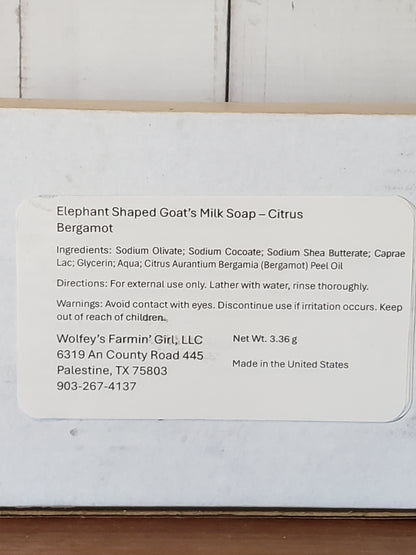 Elephant Shaped Goat's Milk Soap – Citrus
Bergamot
Ingredients: Sodium Olivate; Sodium Cocoate; Sodium Shea Butterate; Caprae
Lac; Glycerin; Aqua; Citrus Aurantium Bergamia (Bergamot) Peel Oil
Directions: For external use only. Lather with water, rinse thoroughly.
Warnings: Avoid contact with eyes. Discontinue use if irritation occurs. Keep
out of reach of children.
Wolfey's Farmin' Girl, LLC
6319 An County Road 445
Palestine, TX 75803
903-267-4137
Net Wt. 3.36 g
Made in the United States